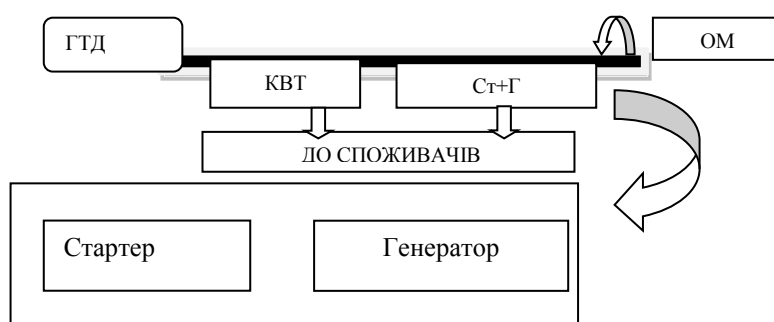 ГТД
ОМ
КВТ
Ст+Г
ДО СПОЖИВАЧІВ
Стартер
Генератор